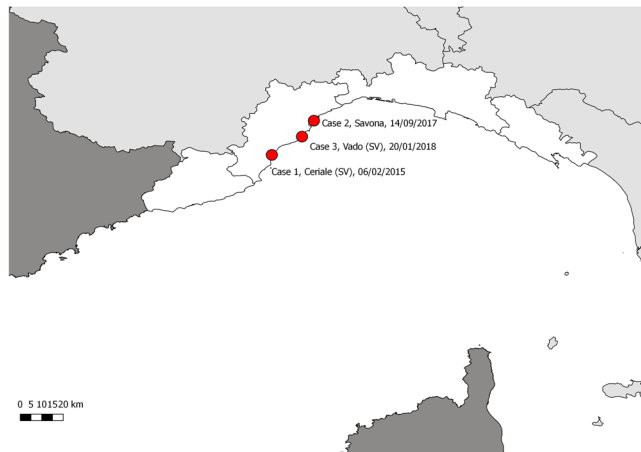 Case 2, Savona, 14/09/2017
Case 3, Vado (SV), 20/01/2018
Case 1, Ceriale (SV), 06/02/2015
0 5 101520 km